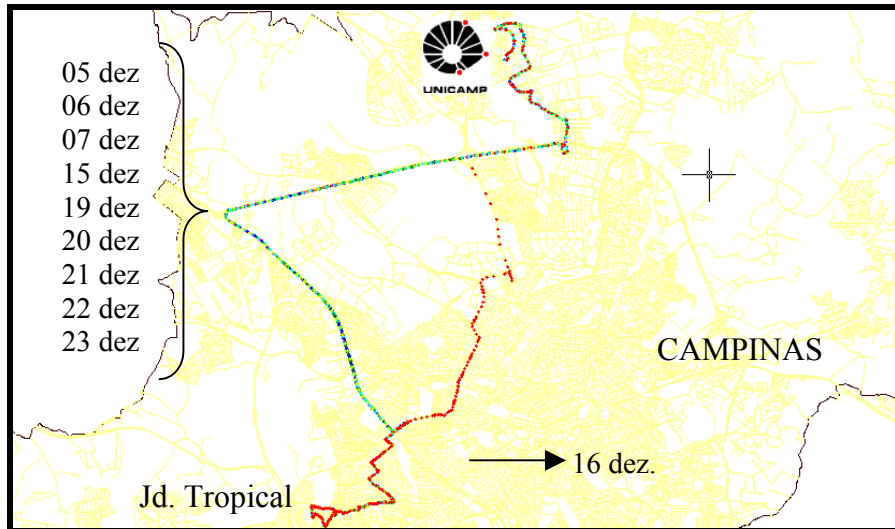 UNICAMP
05 dez
06 dez
07 dez
15 dez
19 dez
20 dez
21 dez
22 dez
23 dez
CAMPINAS
16 dez.
Jd. Tropical